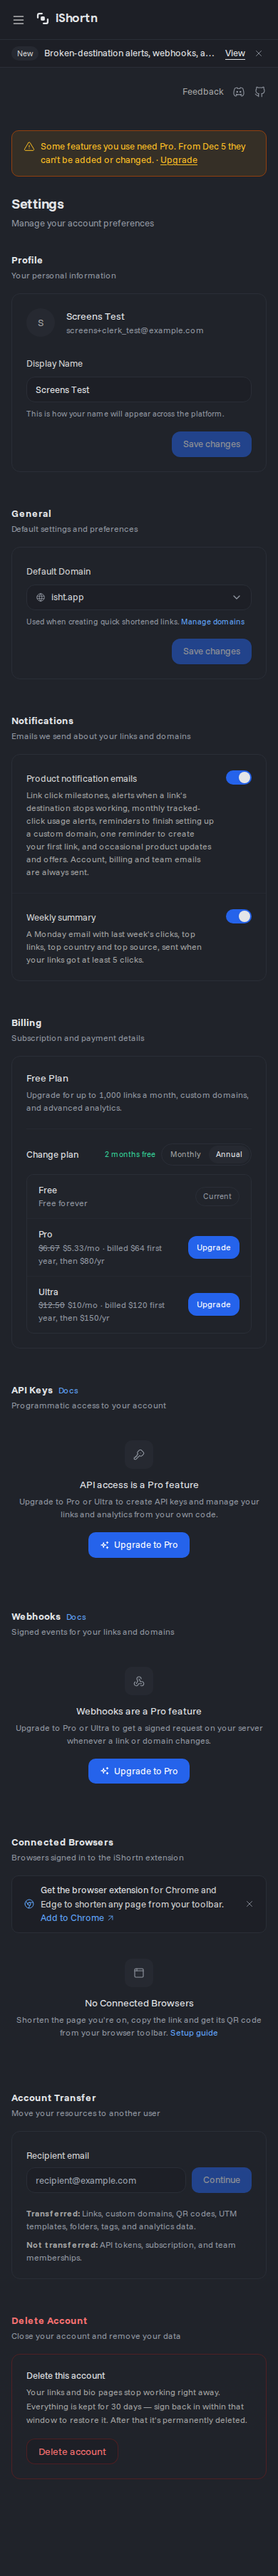 IShortn
New Broken-destination alerts, webhooks, a... View
Feedback
Some features you use need Pro. From Dec 5 they
can't be added or changed. · Upgrade
Settings
Manage your account preferences
Profile
Your personal information
S
Screens Test
screens+clerk_test@example.com
Display Name
Screens Test
This is how your name will appear across the platform.
Save changes
General
Default settings and preferences
Default Domain
isht.app
Used when creating quick shortened links. Manage domains
Save changes
Notifications
Emails we send about your links and domains
Product notification emails
Link click milestones, alerts when a link's
destination stops working, monthly tracked-
click usage alerts, reminders to finish setting up
a custom domain, one reminder to create
your first link, and occasional product updates
and offers. Account, billing and team emails
are always sent.
Weekly summary
A Monday email with last week's clicks, top
links, top country and top source, sent when
your links got at least 5 clicks.
Billing
Subscription and payment details
Free Plan
Upgrade for up to 1,000 links a month, custom domains,
and advanced analytics.
Change plan 2 months free Monthly Annual
Free
Free forever
Current
Pro
$6.67 $5.33/mo · billed $64 first
year, then $80/yr
Upgrade
Ultra
$12.50 $10/mo · billed $120 first
year, then $150/yr
Upgrade
API Keys Docs
Programmatic access to your account
API access is a Pro feature
Upgrade to Pro or Ultra to create API keys and manage your
links and analytics from your own code.
Upgrade to Pro
Webhooks Docs
Signed events for your links and domains
Webhooks are a Pro feature
Upgrade to Pro or Ultra to get a signed request on your server
whenever a link or domain changes.
Upgrade to Pro
Connected Browsers
Browsers signed in to the iShortn extension
Get the browser extension for Chrome and
Edge to shorten any page from your toolbar.
Add to Chrome
No Connected Browsers
Shorten the page you're on, copy the link and get its QR code
from your browser toolbar. Setup guide
Account Transfer
Move your resources to another user
Recipient email
recipient@example.com
Continue
Transferred: Links, custom domains, QR codes, UTM
templates, folders, tags, and analytics data.
Not transferred: API tokens, subscription, and team
memberships.
Delete Account
Close your account and remove your data
Delete this account
Your links and bio pages stop working right away.
Everything is kept for 30 days — sign back in within that
window to restore it. After that it's permanently deleted.
Delete account